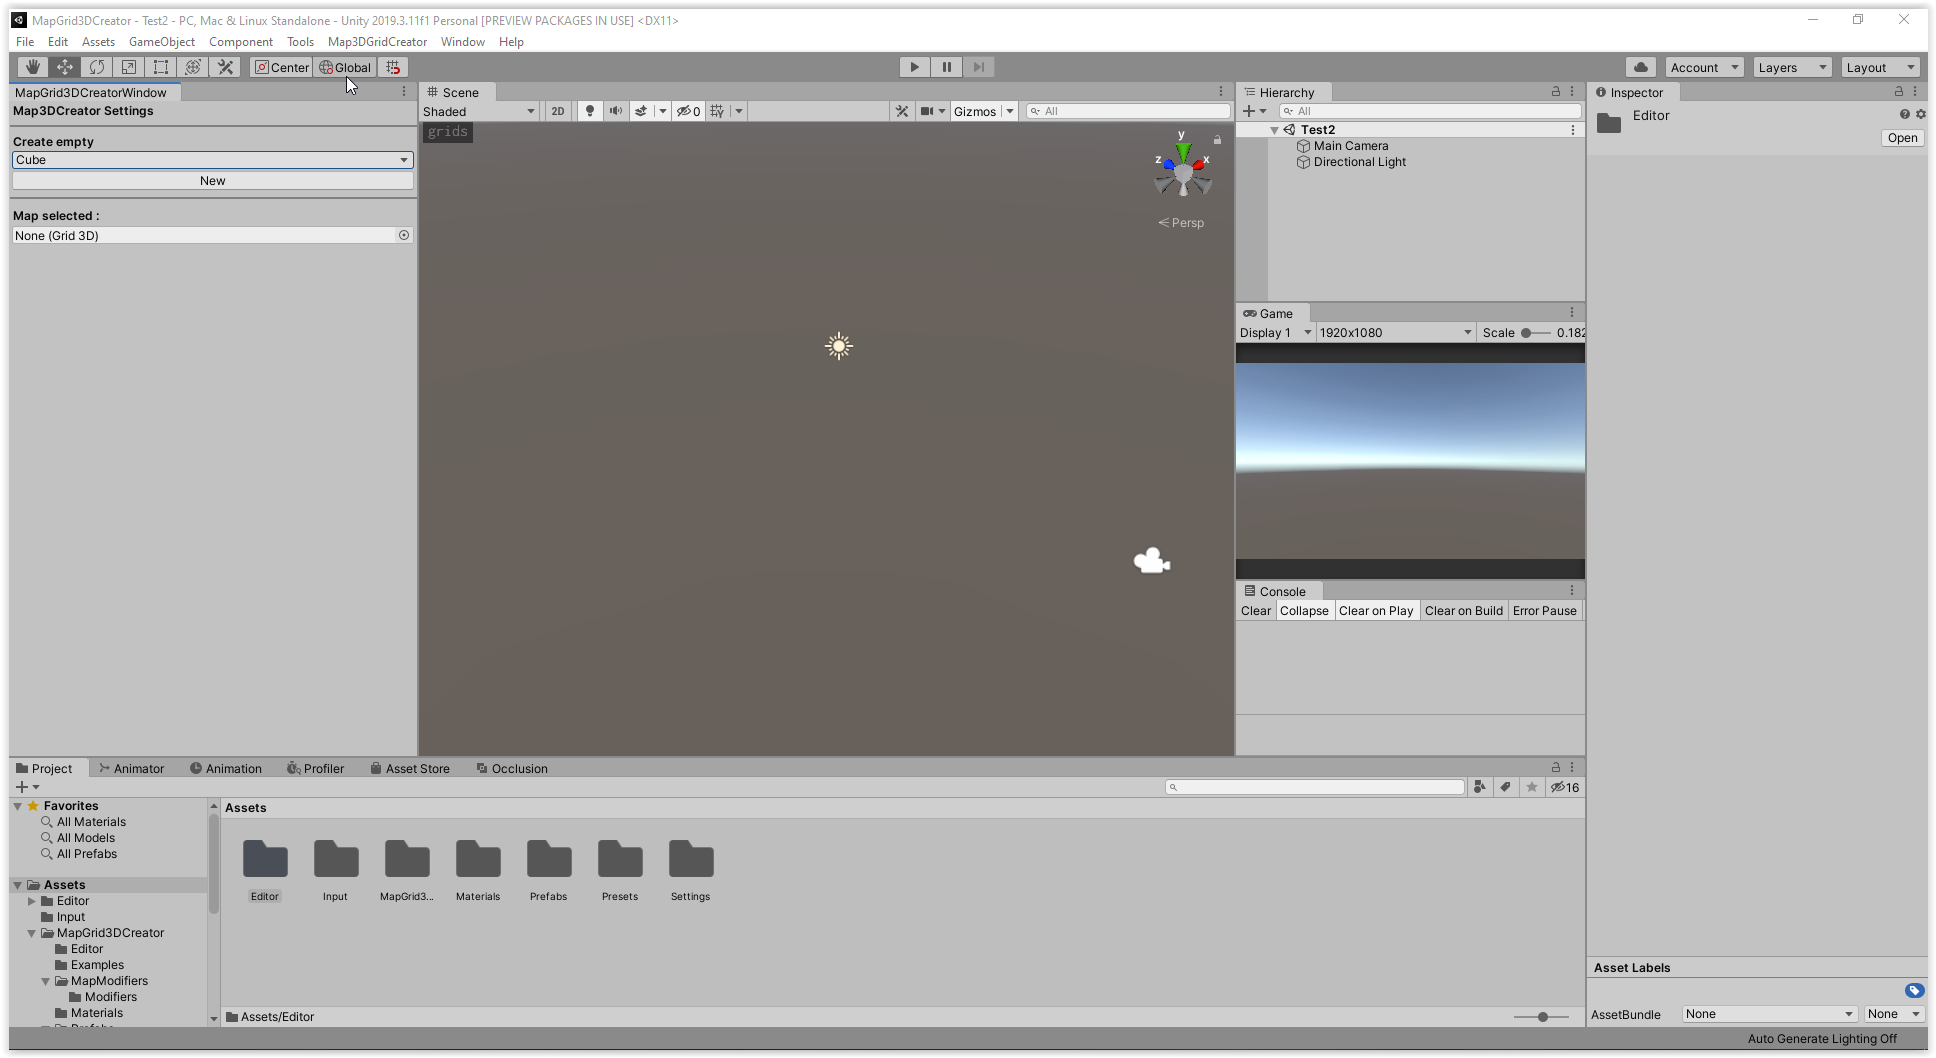 MapGrid3DCreator - Test2 - PC, Mac & Linux Standalone - Unity 2019.3.11f1 Personal [PREVIEW PACKAGES IN USE] <DX11>
File Edit Assets GameObject Component Tools Map3DGridCreator Window Help
Center Global Account Layers Layout
MapGrid3DCreatorWindow
Map3DCreator Settings
Create empty
Cube
New
Map selected :
None (Grid 3D)
Scene
Shaded 2D 0 Gizmos All
grids
y
z x
Persp
Hierarchy
All
Test2
Main Camera
Directional Light
Game
Display 1 1920x1080 Scale 0.182
Console
Clear Collapse Clear on Play Clear on Build Error Pause
Inspector
Editor
Open
Project Animator Animation Profiler Asset Store Occlusion
16
Favorites
All Materials
All Models
All Prefabs
Assets
Editor
Input
MapGrid3DCreator
Editor
Examples
MapModifiers
Modifiers
Materials
Prefabs
Assets
Editor Input MapGrid3... Materials Prefabs Presets Settings
Assets/Editor
Asset Labels
AssetBundle None None
Auto Generate Lighting Off